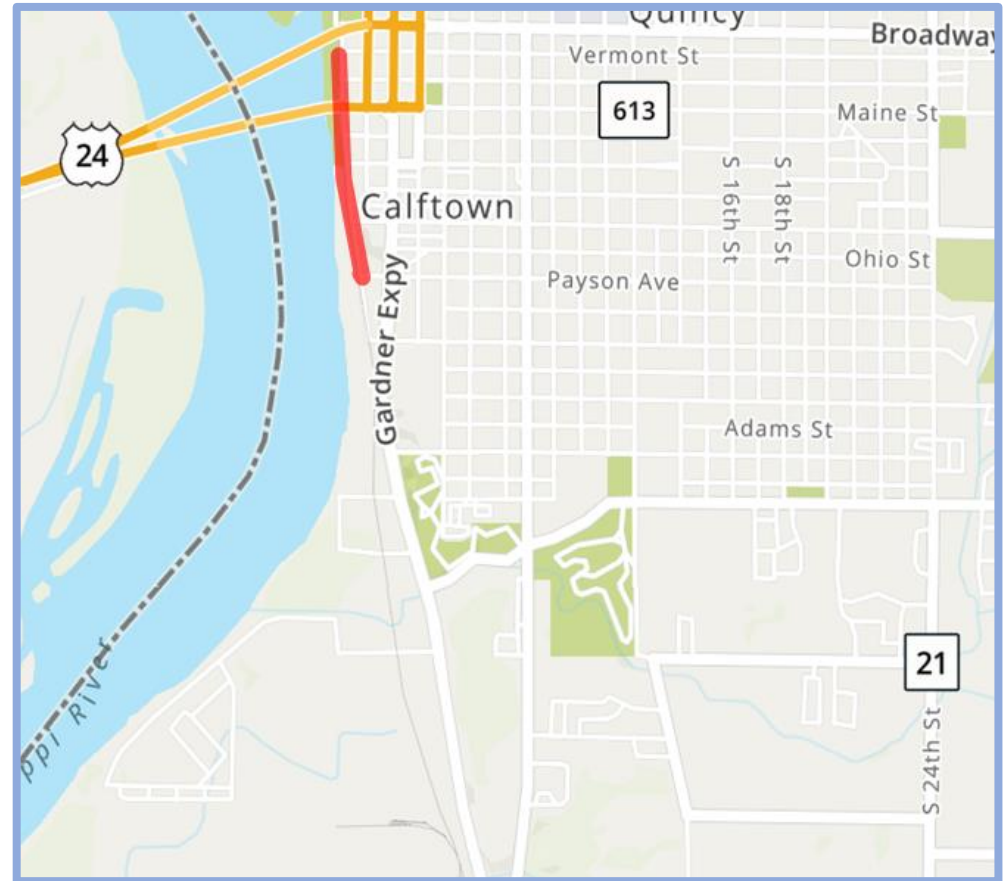 Quincy
Broadway
Vermont St
613
Maine St
24
S 16th St
S 18th St
Calftown
Ohio St
Payson Ave
Gardner Expy
Adams St
21
ppi River
S 24th St